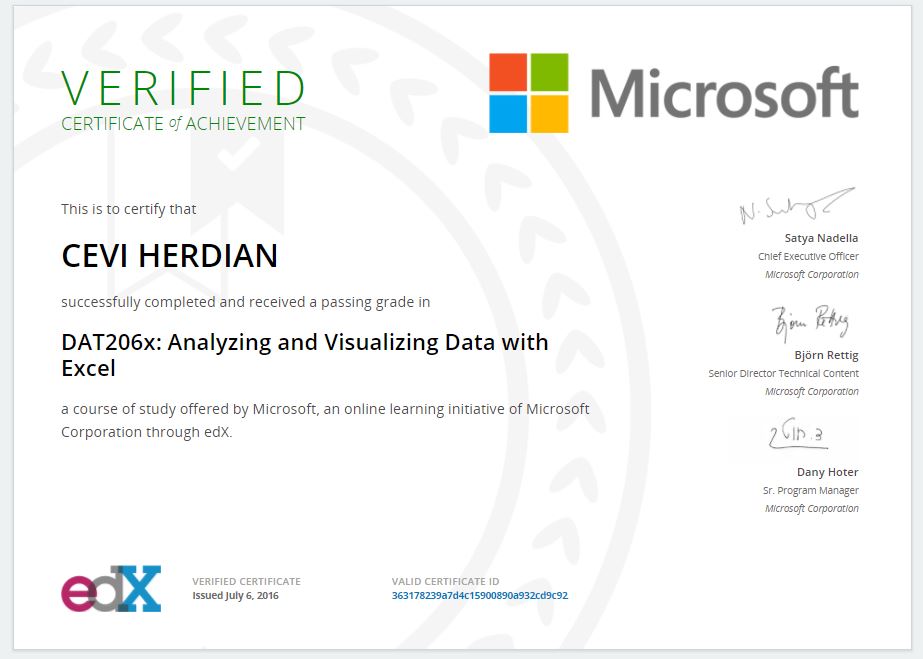 VERIFIED
CERTIFICATE of ACHIEVEMENT
Microsoft
This is to certify that
CEVI HERDIAN
successfully completed and received a passing grade in
DAT206x: Analyzing and Visualizing Data with
Excel
a course of study offered by Microsoft, an online learning initiative of Microsoft
Corporation through edX.
Satya Nadella
Chief Executive Officer
Microsoft Corporation
Björn Rettig
Björn Rettig
Senior Director Technical Content
Microsoft Corporation
Dany Hoter
Sr. Program Manager
Microsoft Corporation
edX
VERIFIED CERTIFICATE
Issued July 6, 2016
VALID CERTIFICATE ID
363178239a7d4c15900890a932cd9c92